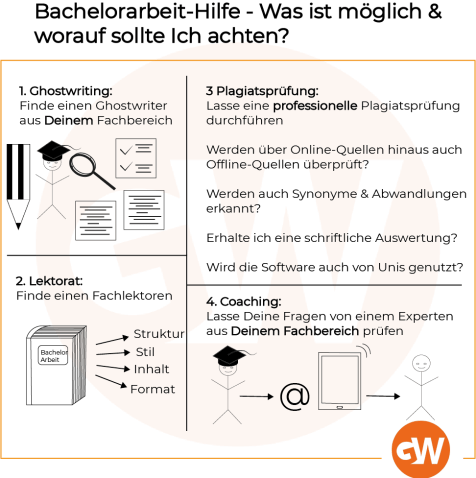 Bachelorarbeit-Hilfe - Was ist möglich &
worauf sollte Ich achten?
1. Ghostwriting:
Finde einen Ghostwriter
aus Deinem Fachbereich
2. Lektorat:
Finde einen Fachlektoren
Bachelor
Arbeit
Struktur
Stil
Inhalt
Format
3 Plagiatsprüfung:
Lasse eine professionelle Plagiatsprüfung
durchführen
Werden über Online-Quellen hinaus auch
Offline-Quellen überprüft?
Werden auch Synonyme & Abwandlungen
erkannt?
Erhalte ich eine schriftliche Auswertung?
Wird die Software auch von Unis genutzt?
4. Coaching:
Lasse Deine Fragen von einem Experten
aus Deinem Fachbereich prüfen
@
GW